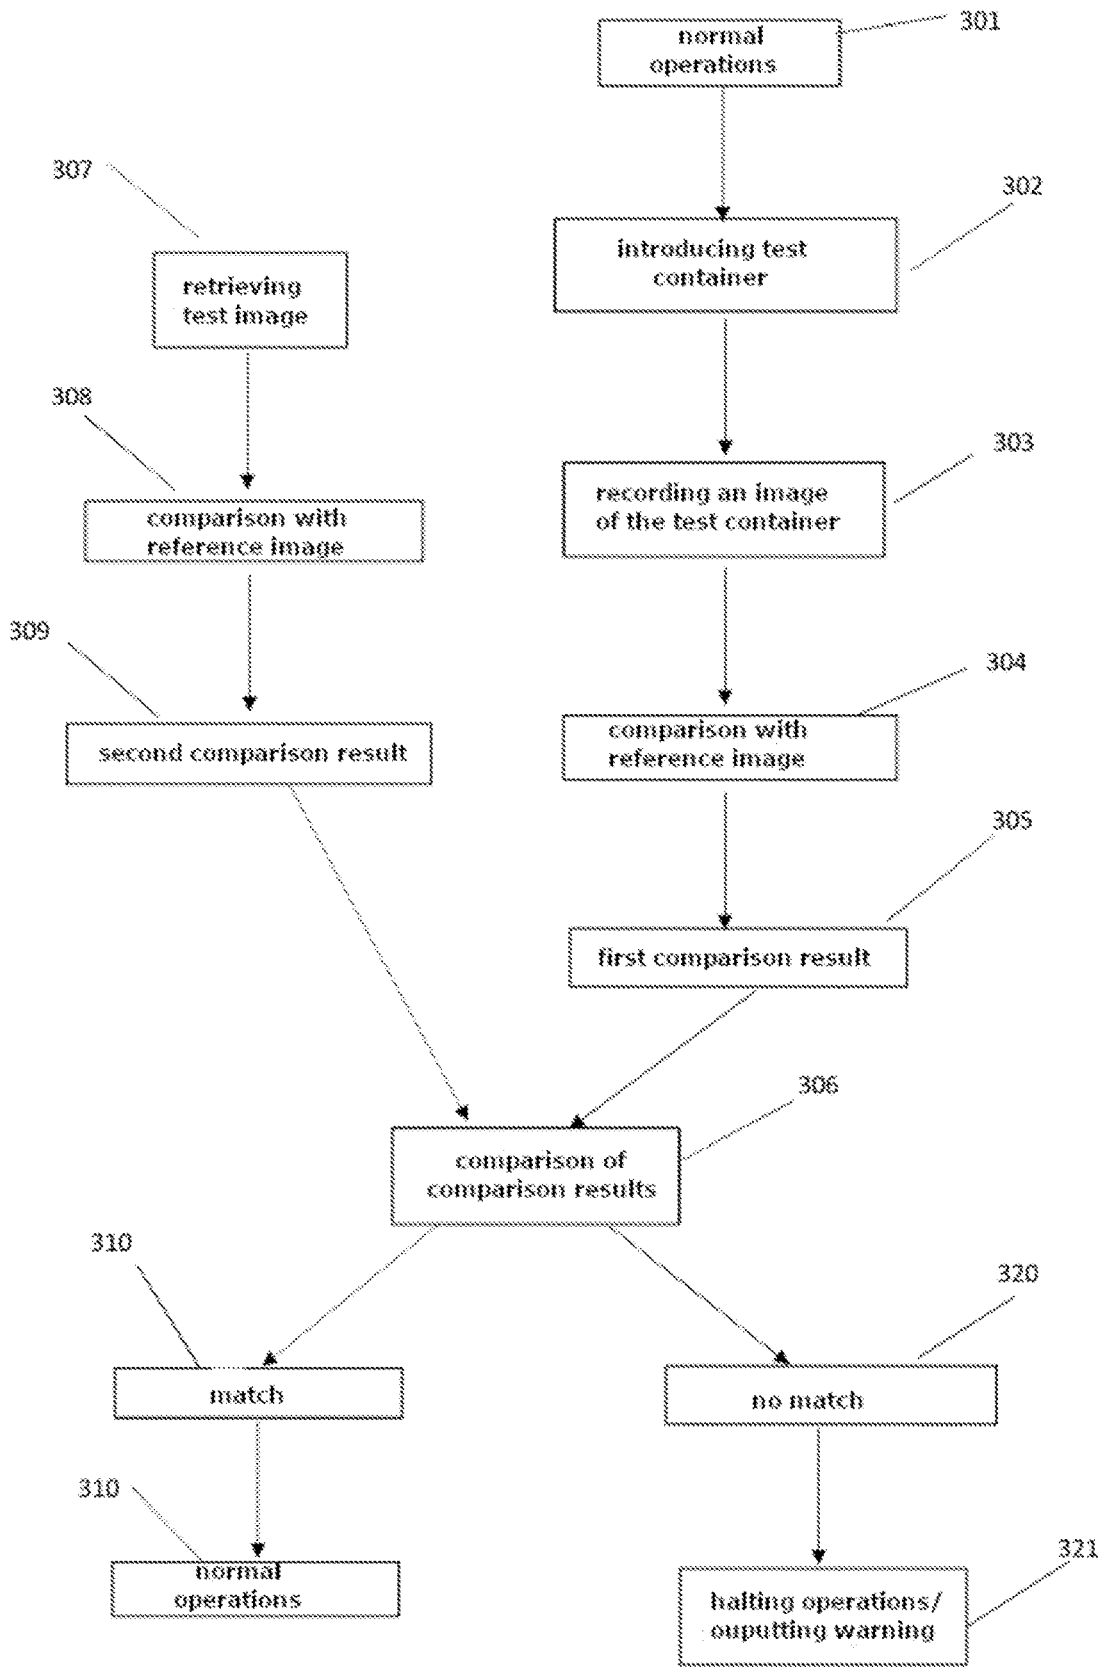 301
normal
operations
307
302
introducing test
container
retrieving
test image
308
303
recording an image
of the test container
comparison with
reference image
309
304
comparison with
reference image
second comparison result
305
first comparison result
306
comparison of
comparison results
310
320
match
no match
310
normal
operations
321
halting operations/
ouputting warning